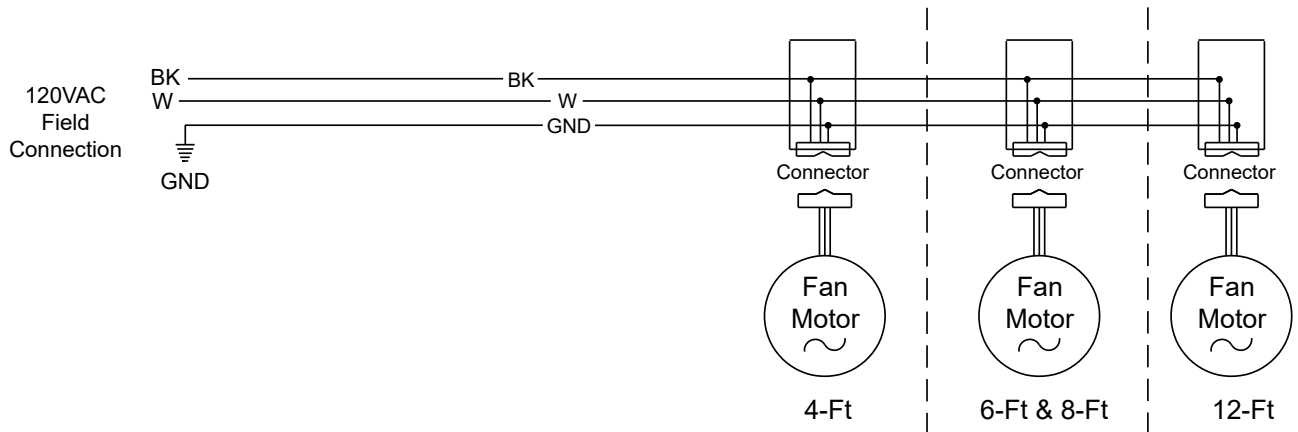 120VAC
Field
Connection
BK
W
GND
BK
W
GND
Connector
Connector
Connector
Fan
Motor
Fan
Motor
Fan
Motor
4-Ft
6-Ft & 8-Ft
12-Ft